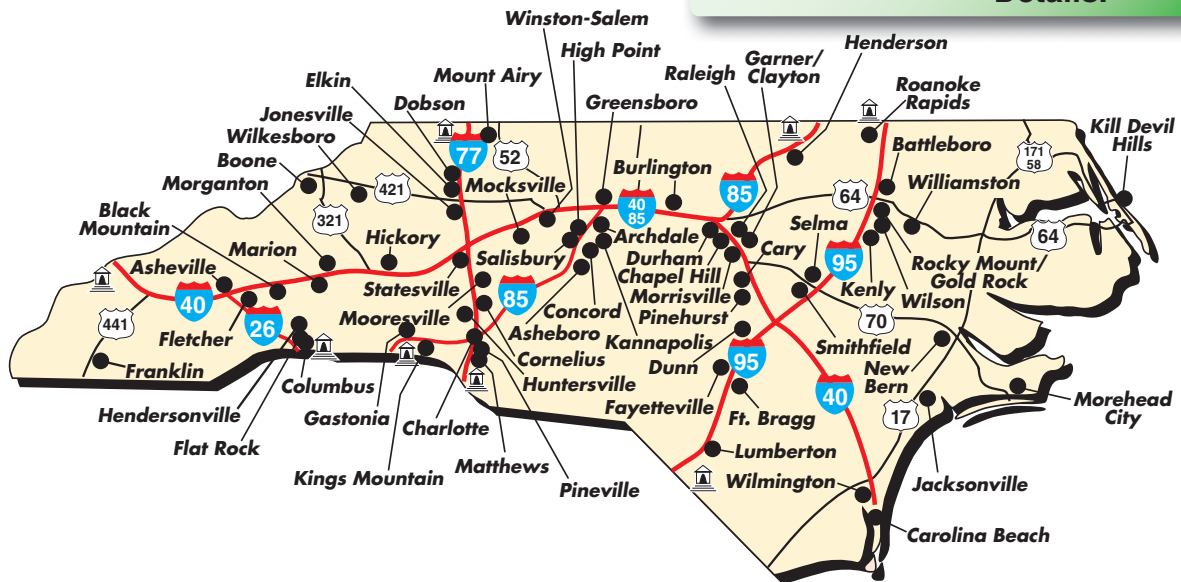 Details.
Winston-Salem
High Point
Henderson
Garner/
Clayton
Raleigh
Elkin
Mount Airy
Roanoke
Rapids
Greensboro
Dobson
Kill Devil
Hills
Jonesville
Wilkesboro
Boone
Morganton
77
52
Burlington
Battleboro
171
58
421
Mocksville
85
64
Williamston
40
85
321
Black
Mountain
Marion
Hickory
Salisbury
Archdale
Durham
Chapel Hill
Cary
Selma
64
Asheville
Statesville
Morrisville
95
Rocky Mount/
Gold Rock
Kenly
Wilson
40
85
Concord
Pinehurst
441
26
Mooresville
Asheboro
Kannapolis
70
Fletcher
Cornelius
Dunn
95
Smithfield
New
Bern
Franklin
Columbus
Huntersville
Fayetteville
40
Hendersonville
Gastonia
Ft. Bragg
17
Morehead
City
Flat Rock
Charlotte
Kings Mountain
Matthews
Lumberton
Pineville
Wilmington
Jacksonville
Carolina Beach